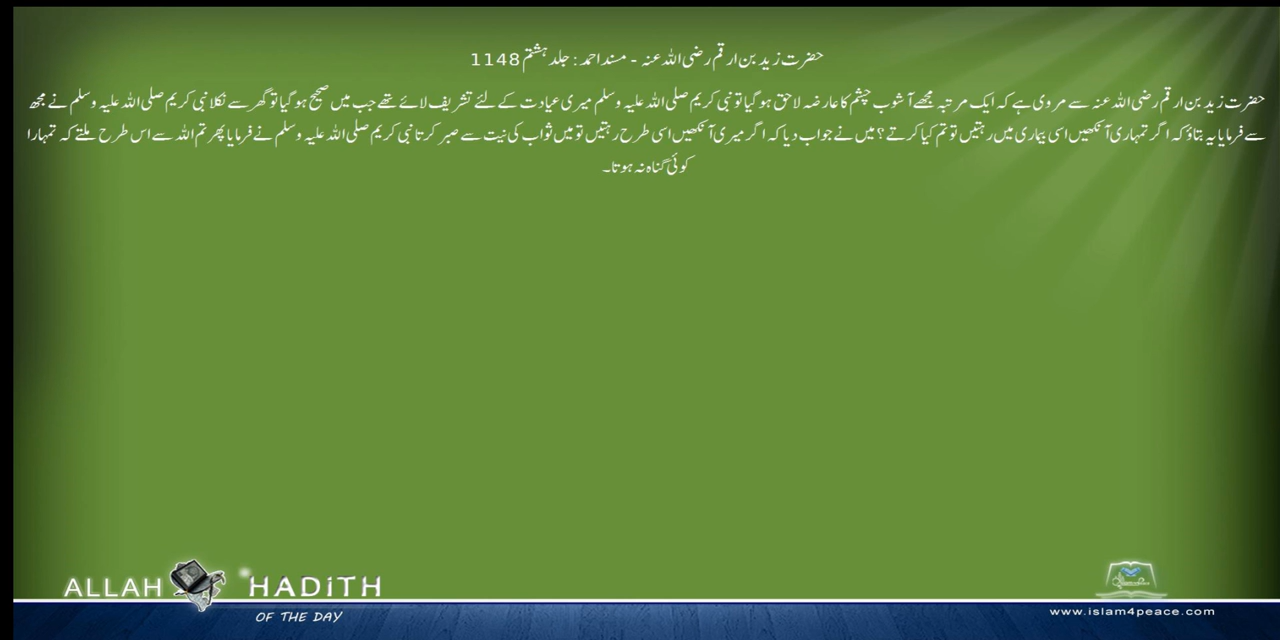 حضرت زید بن ارقم رضی اللہ عنہ - مسند احمد: جلد ہشتم 1148
حضرت زید بن ارقم رضی اللہ عنہ سے مروی ہے کہ ایک مرتبہ مجھے آشوب چشم کا عارضہ لاحق ہوگیا تو نبی کریم صلی اللہ علیہ وسلم میری عیادت کے لئے تشریف لائے تھے جب میں صحیح ہوگیا تو گھر سے نکلا نبی کریم صلی اللہ علیہ وسلم نے مجھ
سے فرمایا یہ بتاؤ کہ اگر تمہاری آنکھیں اسی بیماری میں رہتیں تو تم کیا کرتے؟ میں نے جواب دیا کہ اگر میری آنکھیں اسی طرح رہتیں تو میں ثواب کی نیت سے صبر کرتا نبی کریم صلی اللہ علیہ وسلم نے فرمایا پھر تم اللہ سے اس طرح ملتے کہ تمہارا
کوئی گناہ نہ ہوتا۔
ALLAH HADITH
OF THE DAY
www.islam4peace.com